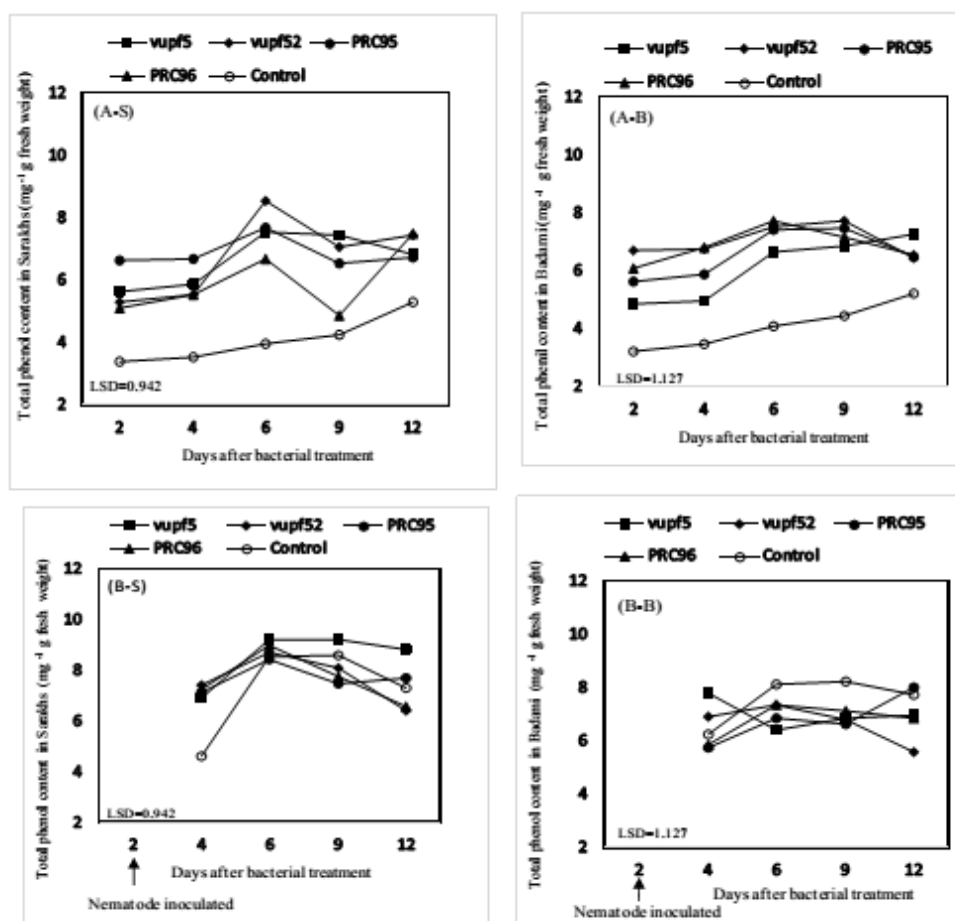 vupf5 vupf52 PRC95
PRC96 Control
Total phenol content in Sarakhs (mg⁻¹ g fresh weight)
12
10
8
6
4
2
(A-S)
LSD=0.942
2 4 6 9 12
Days after bacterial treatment
vupf5 vupf52 PRC95
PRC96 Control
Total phenil content in Badami (mg⁻¹ g fresh weight)
12
10
8
6
4
2
(A-B)
LSD=1.127
2 4 6 9 12
Days after bacterial treatment
vupf5 vupf52 PRC95
PRC96 Control
Total phenol content in Sarakhs (mg⁻¹ g fresh weight)
12
10
8
6
4
2
(B-S)
LSD=0.942
2 4 6 9 12
Days after bacterial treatment
Nematode inoculated
vupf5 vupf52 PRC95
PRC96 Control
Total phenol content in Badami (mg⁻¹ g fresh weight)
12
10
8
6
4
2
(B-B)
LSD=1.127
2 4 6 9 12
Days after bacterial treatment
Nematode inoculated